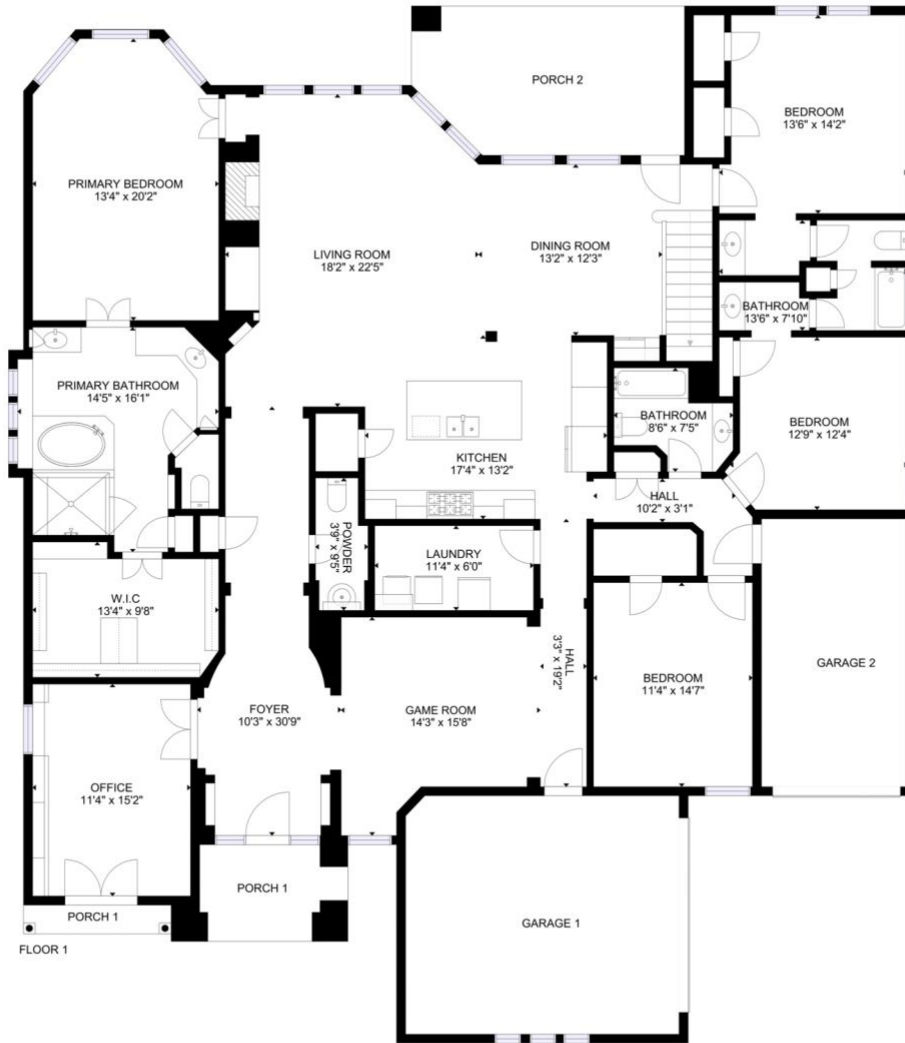 PORCH 2
BEDROOM
13'6" x 14'2"
PRIMARY BEDROOM
13'4" x 20'2"
LIVING ROOM
18'2" x 22'5"
DINING ROOM
13'2" x 12'3"
BATHROOM
13'6" x 7'10"
PRIMARY BATHROOM
14'5" x 16'1"
BATHROOM
8'6" x 7'5"
BEDROOM
12'9" x 12'4"
KITCHEN
17'4" x 13'2"
HALL
10'2" x 3'1"
POWDER
3'9" x 9'5"
LAUNDRY
11'4" x 6'0"
W.I.C
13'4" x 9'8"
HALL
3'3" x 19'2"
GARAGE 2
BEDROOM
11'4" x 14'7"
FOYER
10'3" x 30'9"
GAME ROOM
14'3" x 15'8"
OFFICE
11'4" x 15'2"
PORCH 1
PORCH 1
GARAGE 1
FLOOR 1